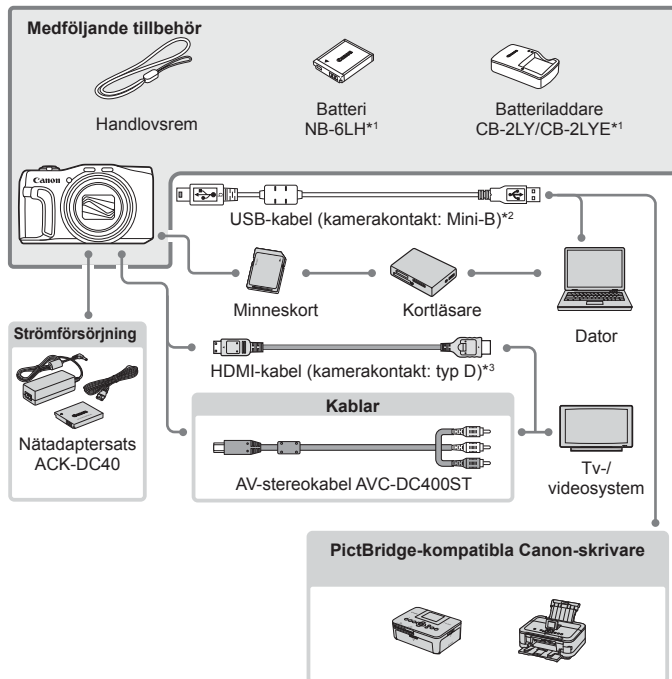 Medföljande tillbehör
Handlovsrem
Batteri
NB-6LH*1
Batteriladdare
CB-2LY/CB-2LYE*1
Canon
USB-kabel (kamerakontakt: Mini-B)*2
Minneskort
Kortläsare
Dator
Strömförsörjning
Nätadaptersats
ACK-DC40
HDMI-kabel (kamerakontakt: typ D)*3
Kablar
AV-stereokabel AVC-DC400ST
Tv-/
videosystem
PictBridge-kompatibla Canon-skrivare